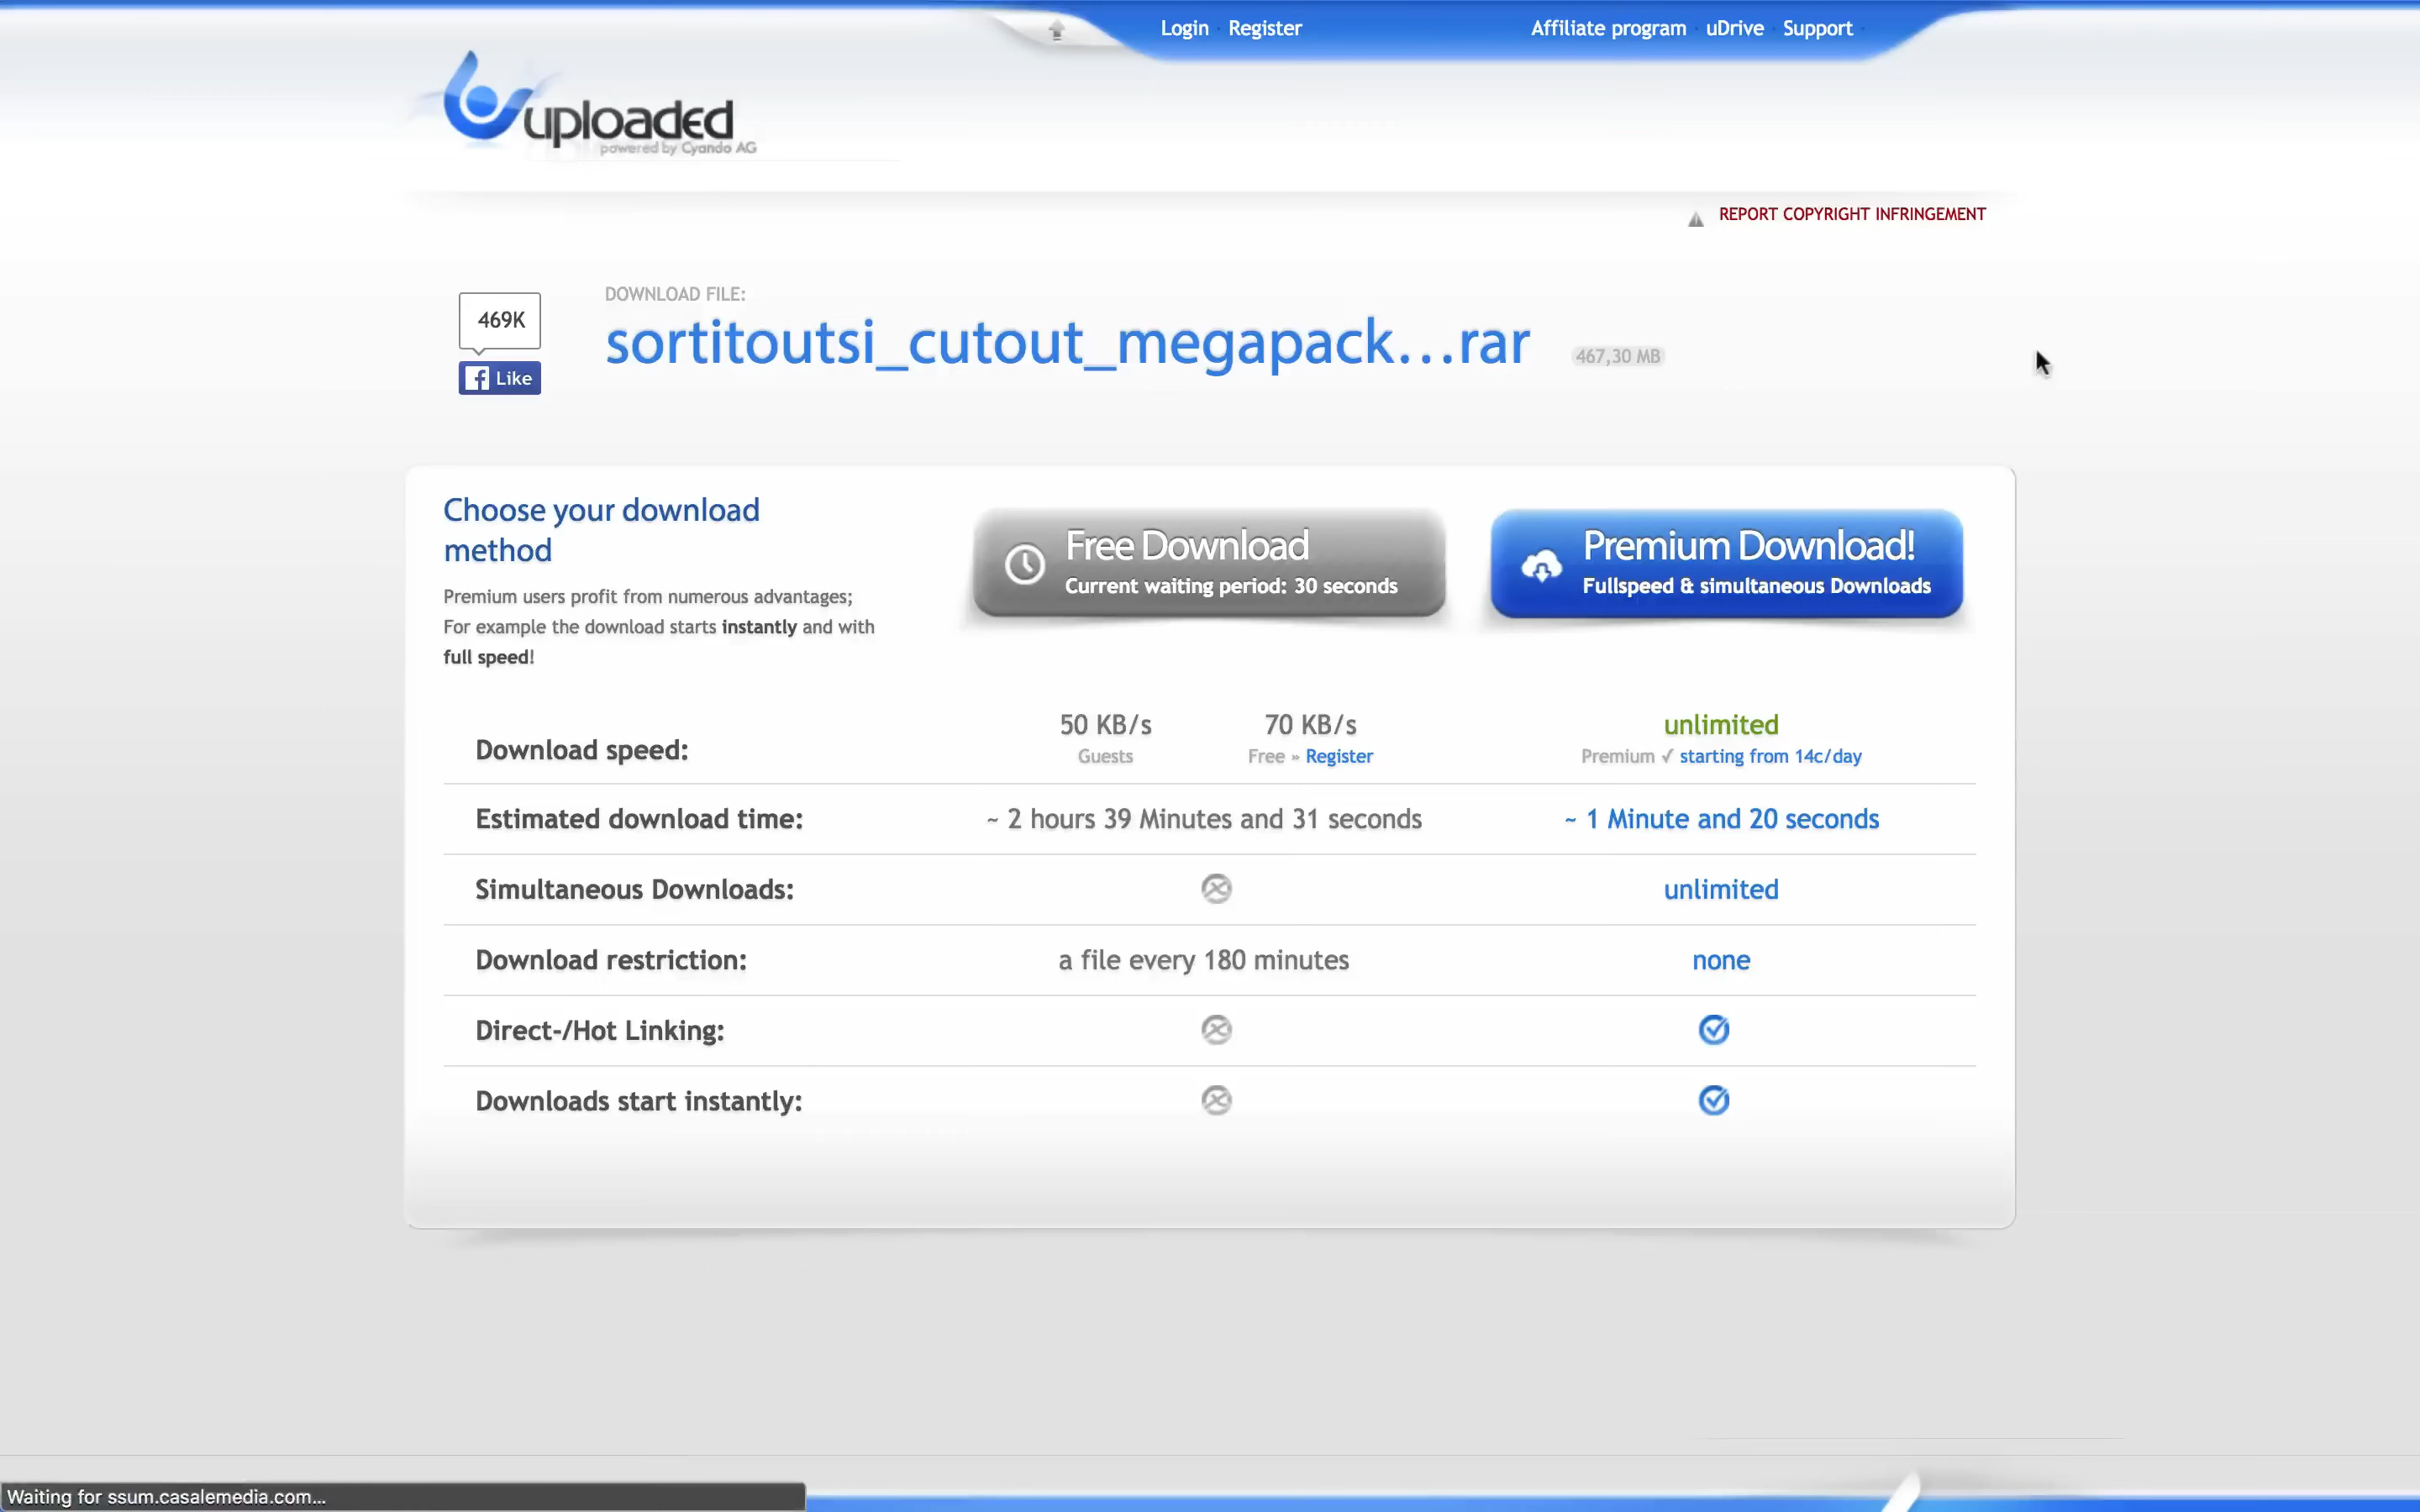 Login Register Affiliate program uDrive Support
uploaded
powered by Cyando AG
REPORT COPYRIGHT INFRINGEMENT
469K
Like
DOWNLOAD FILE:
sortitoutsi_cutout_megapack...rar 467,30 MB
Choose your download
method
Premium users profit from numerous advantages;
For example the download starts instantly and with
full speed!
Free Download
Current waiting period: 30 seconds
Premium Download!
Fullspeed & simultaneous Downloads
Download speed:
50 KB/s
Guests
70 KB/s
Free » Register
unlimited
Premium ✓ starting from 14c/day
Estimated download time: ~ 2 hours 39 Minutes and 31 seconds ~ 1 Minute and 20 seconds
Simultaneous Downloads: unlimited
Download restriction: a file every 180 minutes none
Direct-/Hot Linking:
Downloads start instantly:
Waiting for ssum.casalemedia.com...